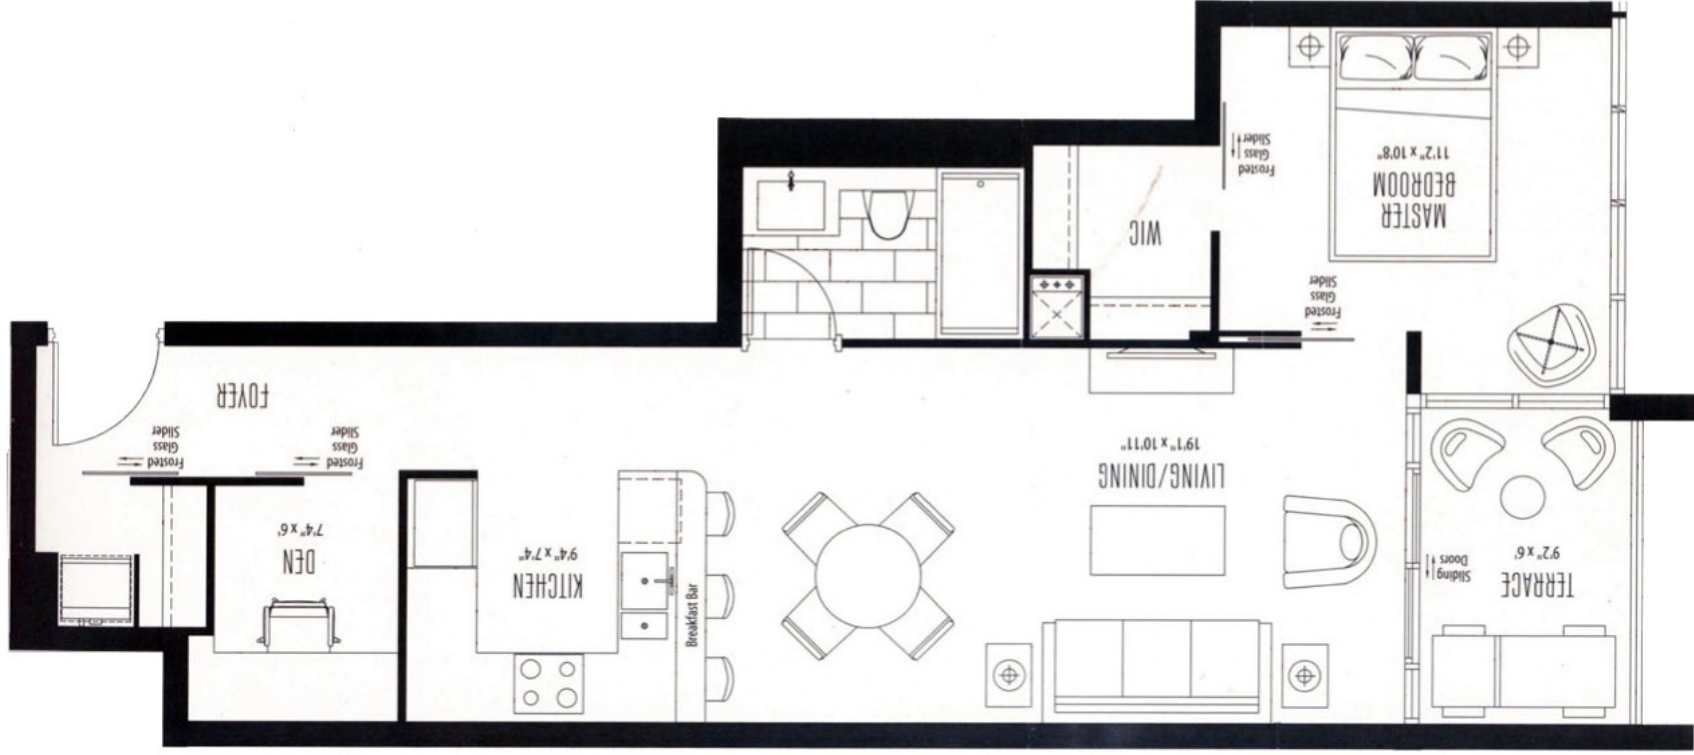 TERRACE
9'2" x 6'
Sliding
Doors
LIVING/DINING
19'1" x 10'11"
Breakfast Bar
KITCHEN
9'4" x 7'4"
DEN
7'4" x 6'
Frosted
Glass
Slider
Frosted
Glass
Slider
FOYER
Frosted
Glass
Slider
MASTER
BEDROOM
11'2" x 10'8"
WIC
Frosted
Glass
Slider